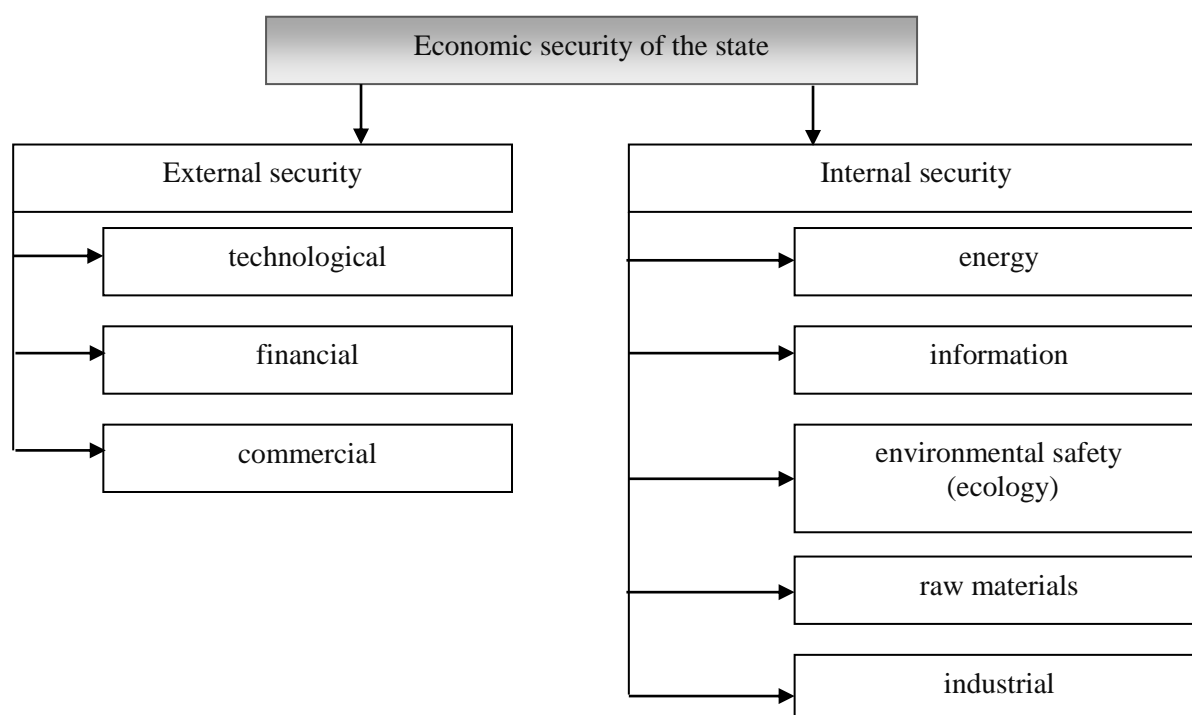 Economic security of the state
External security
technological
financial
commercial
Internal security
energy
information
environmental safety
(ecology)
raw materials
industrial